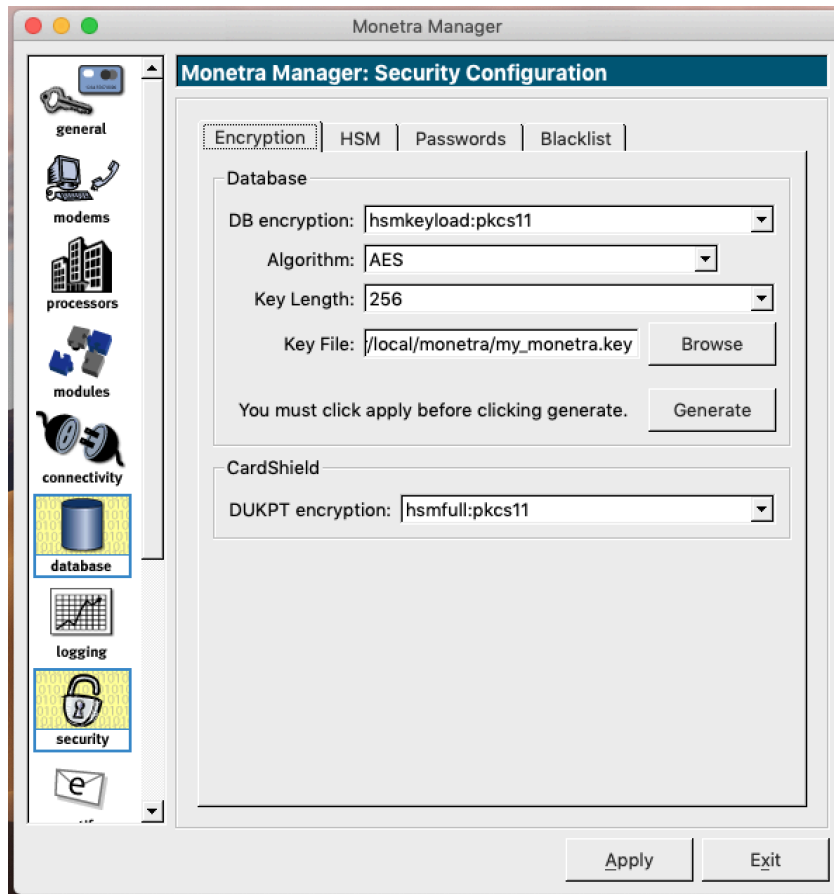 Monetra Manager
general
modems
processors
modules
connectivity
database
logging
security
Monetra Manager: Security Configuration
Encryption
HSM
Passwords
Blacklist
Database
DB encryption: hsmkeyload:pkcs11
Algorithm: AES
Key Length: 256
Key File: /local/monetra/my_monetra.key Browse
You must click apply before clicking generate. Generate
CardShield
DUKPT encryption: hsmfull:pkcs11
Apply Exit